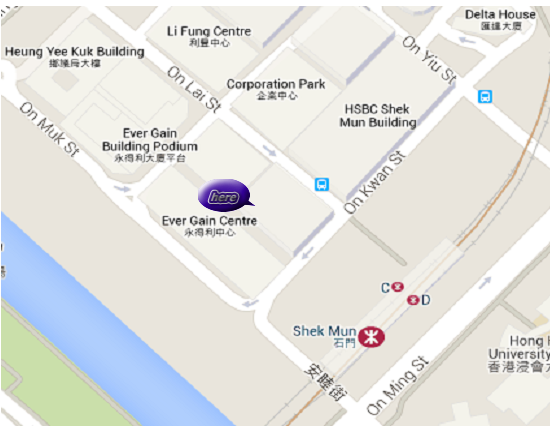 Delta House
匯達大廈
Li Fung Centre
利豐中心
Heung Yee Kuk Building
鄉議局大樓
On Yiu St
On Lai St
Corporation Park
企業中心
HSBC Shek
Mun Building
On Muk St
Ever Gain
Building Podium
永得利大廈平台
On Kwan St
here
Ever Gain Centre
永得利中心
C
D
Shek Mun
石門
Hong
University
香港浸會
安睦街
On Ming St